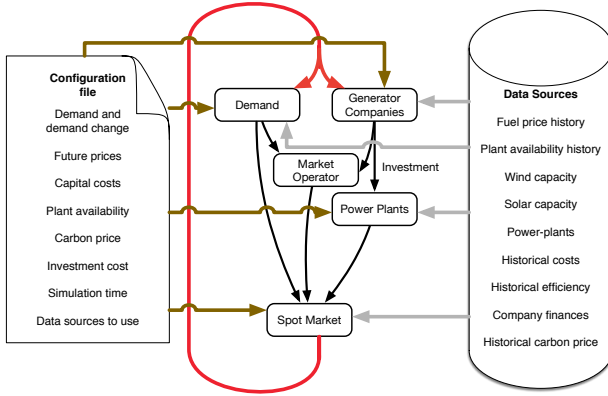 Configuration
file
Demand and
demand change
Future prices
Capital costs
Plant availability
Carbon price
Investment cost
Simulation time
Data sources to use
Demand
Generator
Companies
Market
Operator
Investment
Power Plants
Spot Market
Data Sources
Fuel price history
Plant availability history
Wind capacity
Solar capacity
Power-plants
Historical costs
Historical efficiency
Company finances
Historical carbon price